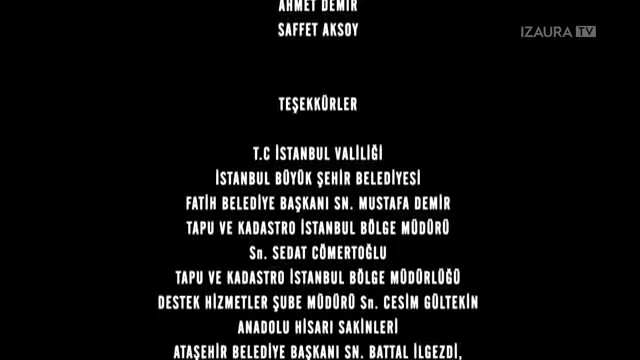 AHMET DEMİR
IZAURA TV
SAFFET AKSOY
TEŞEKKÜRLER
T.C İSTANBUL VALİLİĞİ
İSTANBUL BÜYÜK ŞEHİR BELEDİYESİ
FATİH BELEDİYE BAŞKANI SN. MUSTAFA DEMİR
TAPU VE KADASTRO İSTANBUL BÖLGE MÜDÜRÜ
Sn. SEDAT CÖMERTOĞLU
TAPU VE KADASTRO İSTANBUL BÖLGE MÜDÜRLÜĞÜ
DESTEK HİZMETLER ŞUBE MÜDÜRÜ Sn. CESİM GÜLTEKİN
ANADOLU HİSARI SAKİNLERİ
ATAŞEHİR BELEDİYE BAŞKANI SN. BATTAL İLGEZDİ,